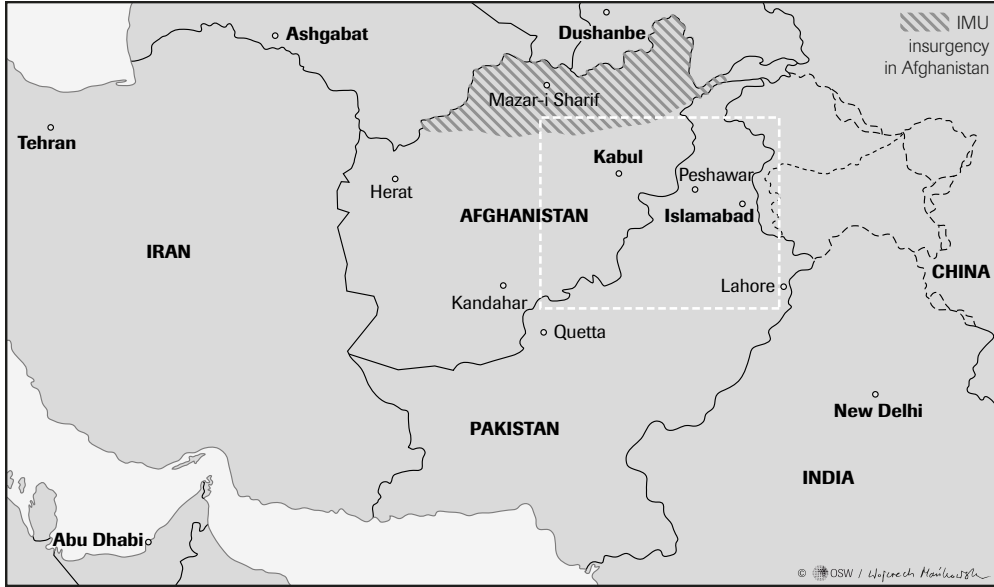 Ashgabat
Dushanbe
IMU
insurgency
in Afghanistan
Mazar-i Sharif
Tehran
Kabul
Peshawar
Herat
AFGHANISTAN
Islamabad
IRAN
CHINA
Kandahar
Lahore
Quetta
New Delhi
PAKISTAN
INDIA
Abu Dhabi
© OSW / Wojciech Mańkowski